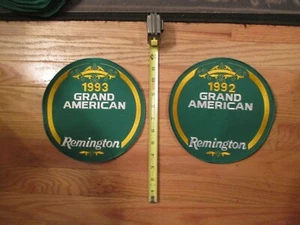 1993
GRAND
AMERICAN
Remington
1992
GRAND
AMERICAN
Remington